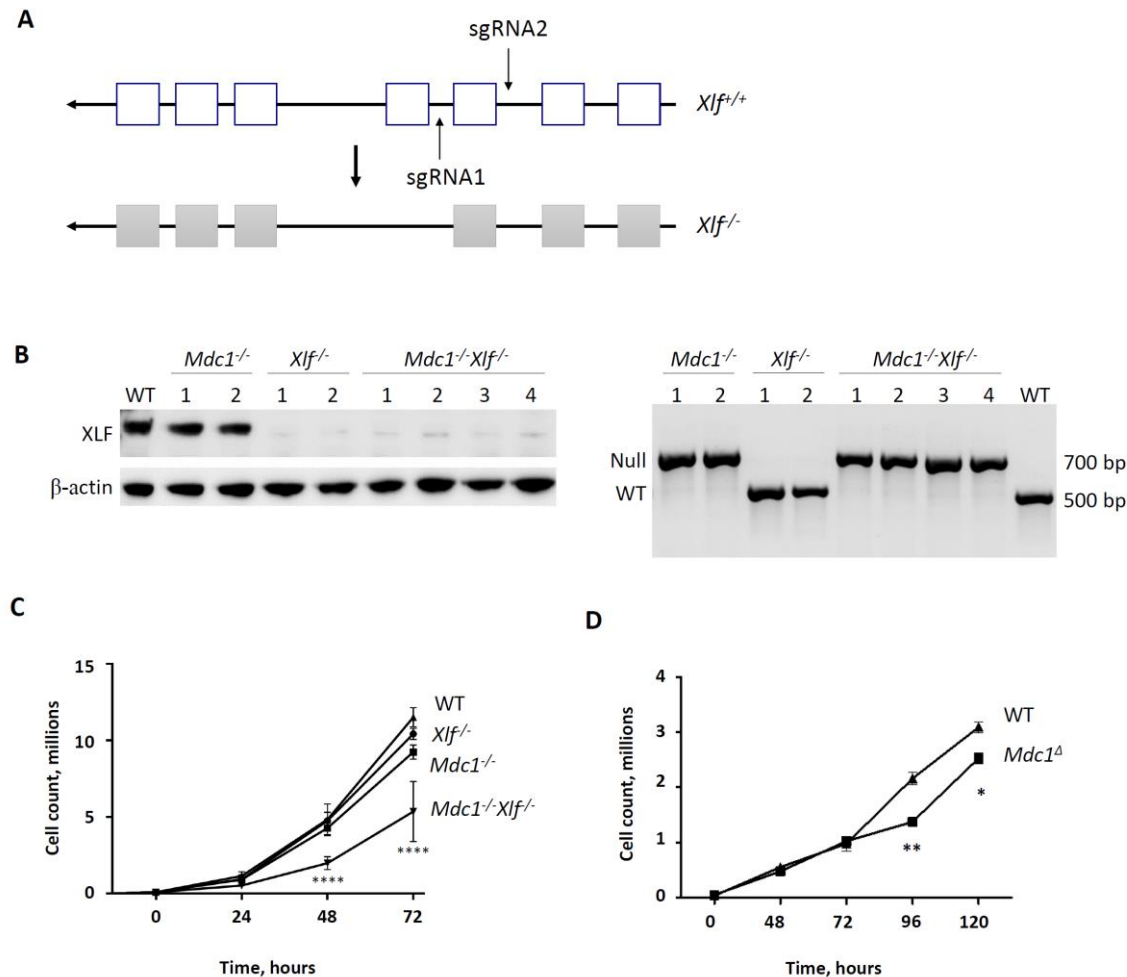 A
sgRNA2
Xlf+/+
sgRNA1
Xlf-/-
B
Mdc1-/- Xlf-/- Mdc1-/-Xlf-/-
WT 1 2 1 2 1 2 3 4
XLF
β-actin
Mdc1-/- Xlf-/- Mdc1-/-Xlf-/-
1 2 1 2 1 2 3 4 WT
Null 700 bp
WT 500 bp
C
Cell count, millions
15
10
5
0
WT
Xlf-/-
Mdc1-/-
Mdc1-/-Xlf-/-
**** ****
0 24 48 72
Time, hours
D
Cell count, millions
4
3
2
1
0
WT
Mdc1Δ
** *
0 48 72 96 120
Time, hours